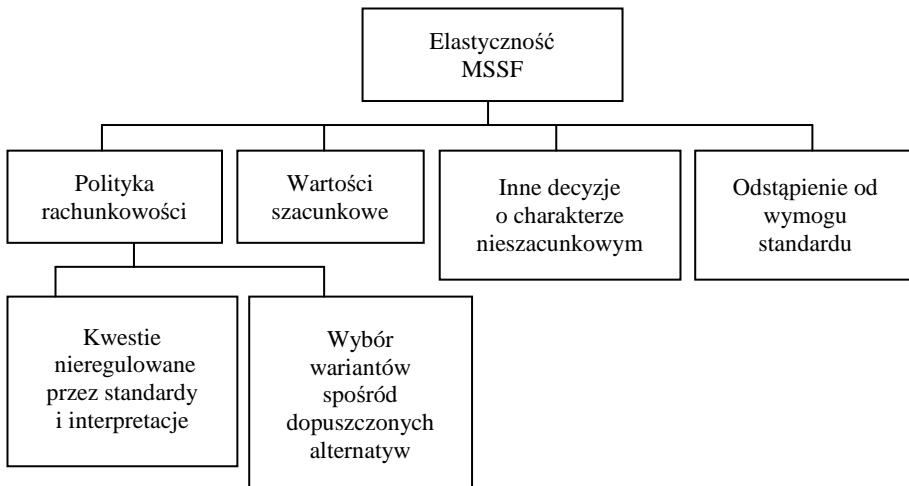 Elastyczność
MSSF
Polityka
rachunkowości
Wartości
szacunkowe
Inne decyzje
o charakterze
nieszacunkowym
Odstąpienie od
wymogu
standardu
Kwestie
nieregulowane
przez standardy
i interpretacje
Wybór
wariantów
spośród
dopuszczonych
alternatyw